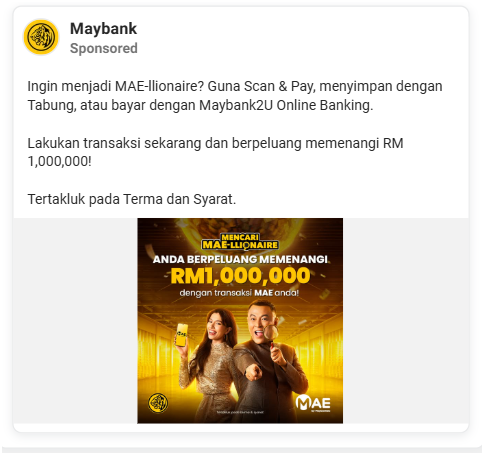 Maybank
Sponsored
Ingin menjadi MAE-llionaire? Guna Scan & Pay, menyimpan dengan
Tabung, atau bayar dengan Maybank2U Online Banking.
Lakukan transaksi sekarang dan berpeluang memenangi RM
1,000,000!
Tertakluk pada Terma dan Syarat.
MENCARI
MAE-LLIONAIRE
ANDA BERPELUANG MEMENANGI
RM1,000,000
dengan transaksi MAE anda!
MAE